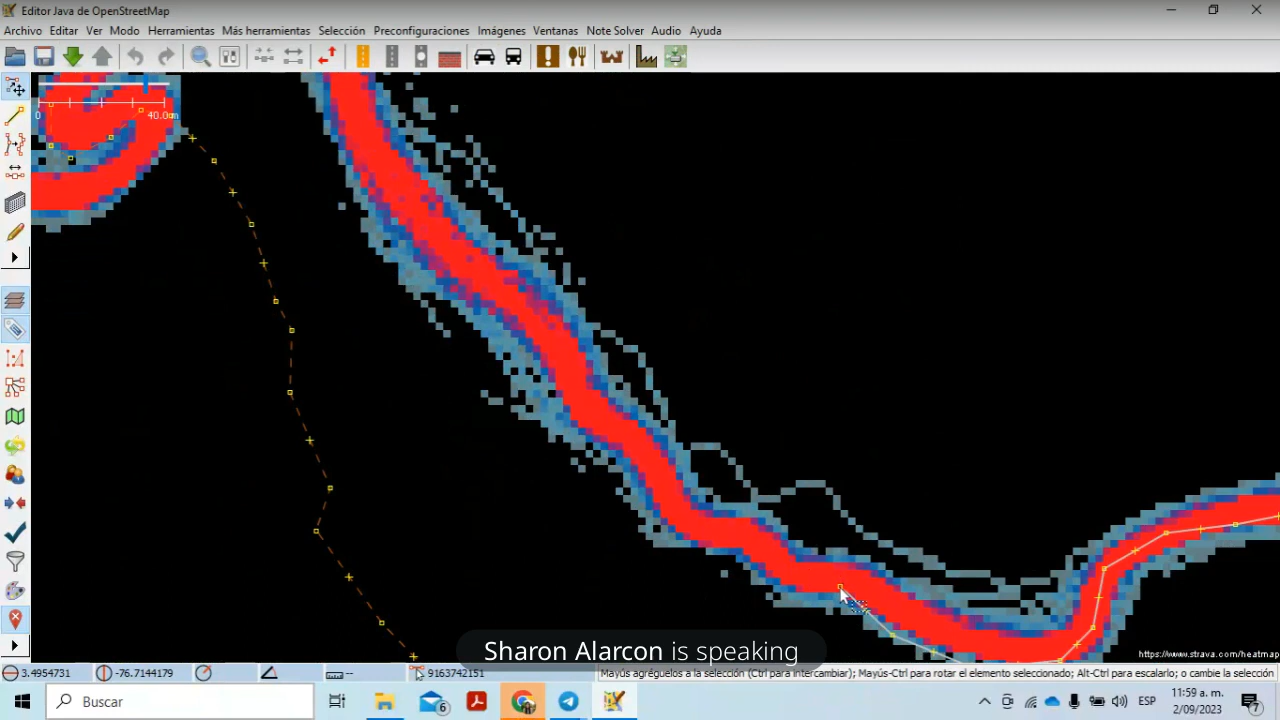 Editor Java de OpenStreetMap
Archivo Editar Ver Modo Herramientas Más herramientas Selección Preconfiguraciones Imágenes Ventanas Note Solver Audio Ayuda
0 40.0m
https://www.strava.com/heatmap
Sharon Alarcon is speaking
3.4954731 -76.7144179 -- 9163742151 Mayús agréguelos a la selección (Ctrl para intercambiar); Mayús-Ctrl para rotar el elemento seleccionado; Alt-Ctrl para escalarlo; o cambie la selección
Buscar
6
ESP
11:59 a. m.
2/09/2023
7